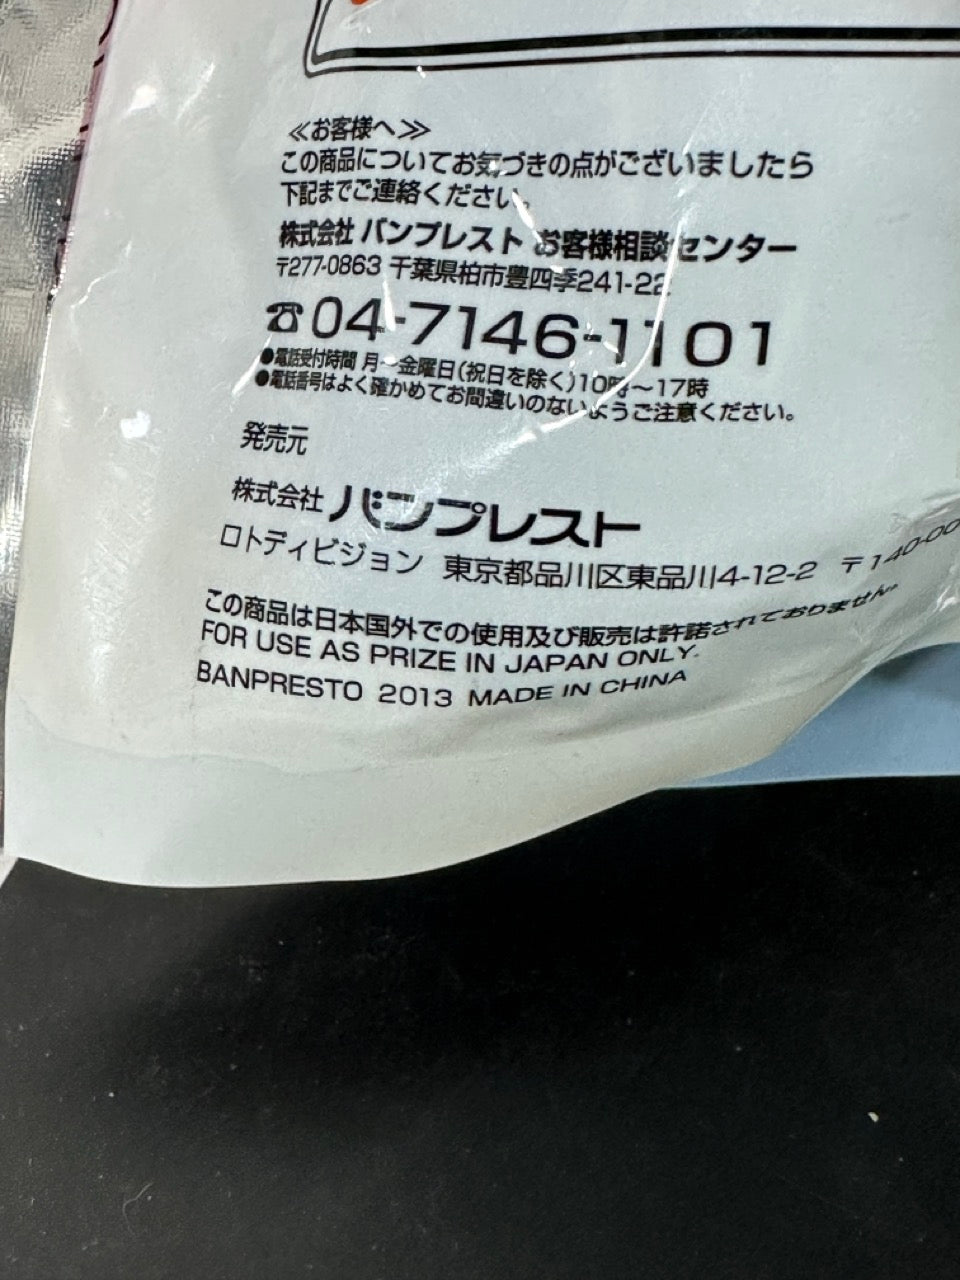 ≪お客様へ≫
この商品についてお気づきの点がございましたら
下記までご連絡ください。
株式会社 バンプレスト お客様相談センター
〒277-0863 千葉県柏市豊四季241-22
☎04-7146-1101
●電話受付時間 月〜金曜日(祝日を除く)10時〜17時
●電話番号はよく確かめてお間違いのないようご注意ください。
発売元
株式会社 バンプレスト
ロトディビジョン 東京都品川区東品川4-12-2 〒140-00
この商品は日本国外での使用及び販売は許諾されておりません。
FOR USE AS PRIZE IN JAPAN ONLY.
BANPRESTO 2013 MADE IN CHINA